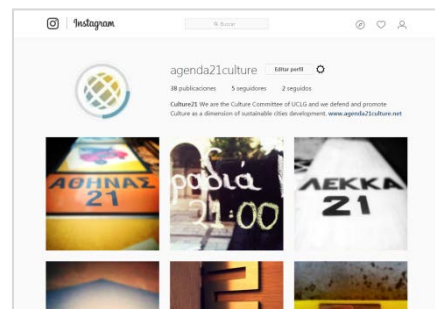 Instagram
Buscar
agenda21culture Editar perfil
38 publicaciones 5 seguidores 2 seguidos
Culture21 We are the Culture Committee of UCLG and we defend and promote
Culture as a dimension of sustainable cities development. www.agenda21culture.net
ΑΘΗΝΑΣ
21
ραδιά
21:00
ΛΕΚΚΑ
21